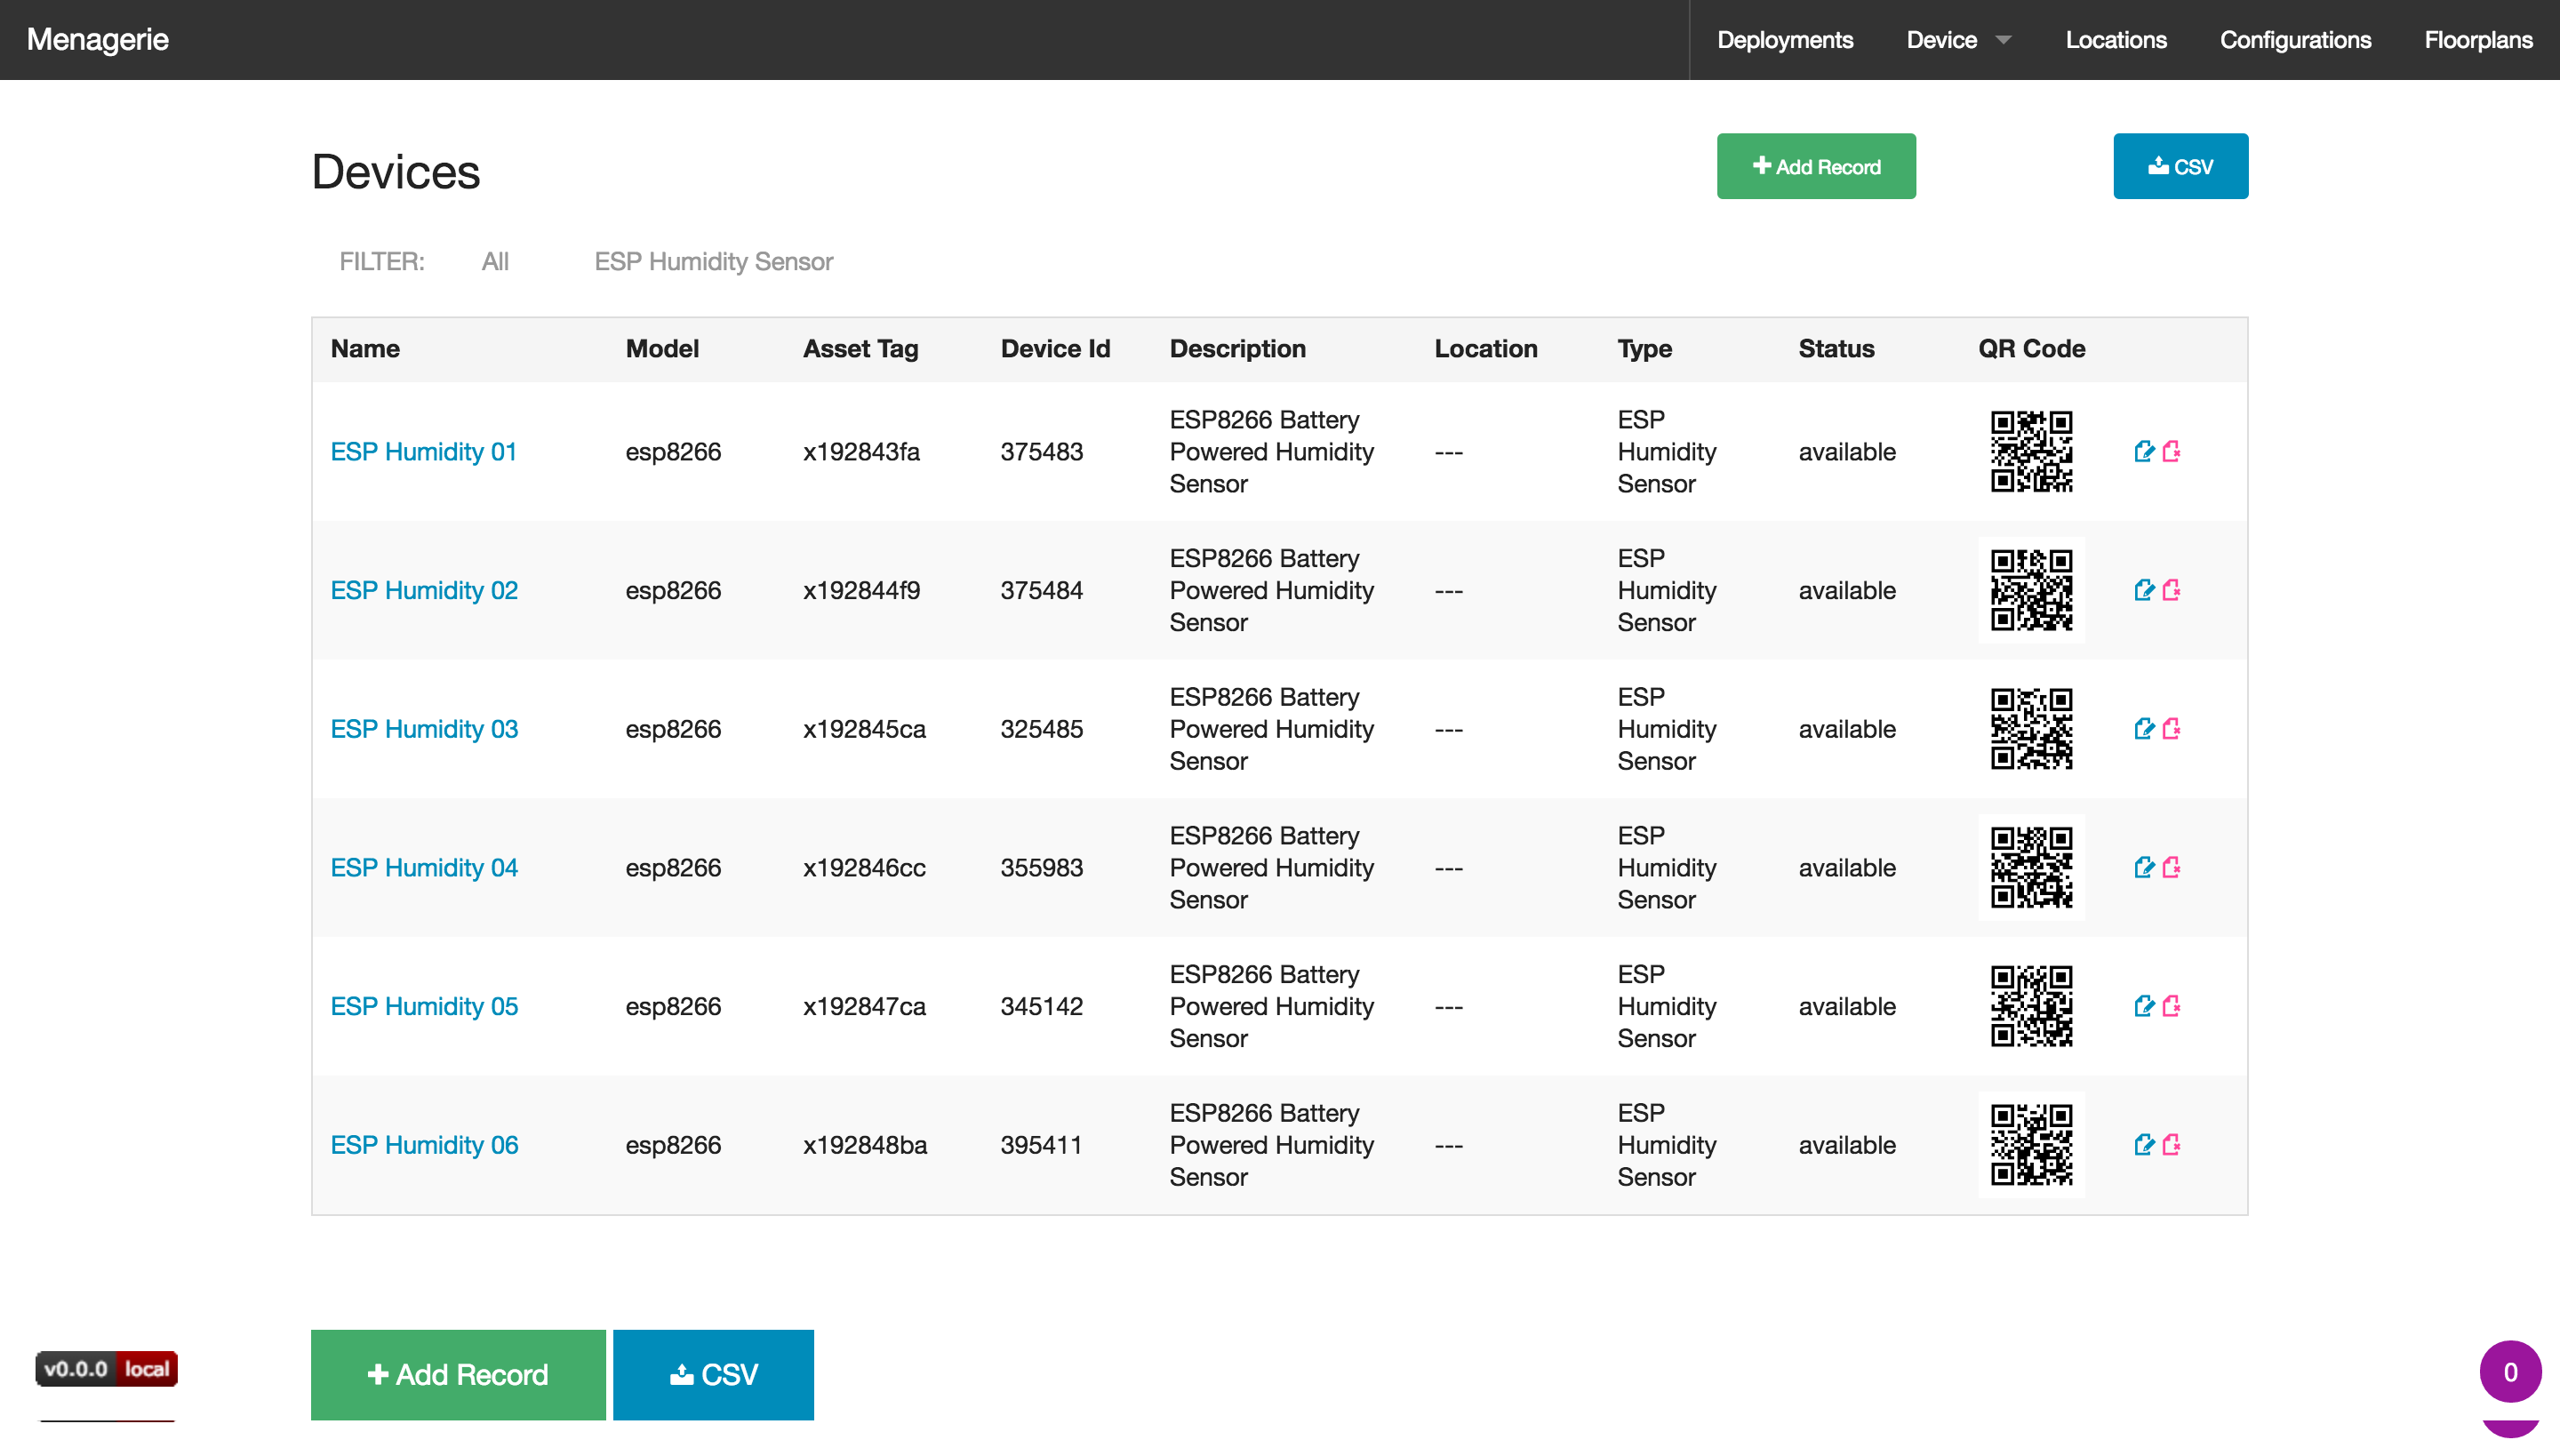 Menagerie
Deployments Device Locations Configurations Floorplans
Devices
Add Record
CSV
FILTER: All ESP Humidity Sensor
Name Model Asset Tag Device Id Description Location Type Status QR Code
ESP Humidity 01 esp8266 x192843fa 375483 ESP8266 Battery Powered Humidity Sensor --- ESP Humidity Sensor available
ESP Humidity 02 esp8266 x192844f9 375484 ESP8266 Battery Powered Humidity Sensor --- ESP Humidity Sensor available
ESP Humidity 03 esp8266 x192845ca 325485 ESP8266 Battery Powered Humidity Sensor --- ESP Humidity Sensor available
ESP Humidity 04 esp8266 x192846cc 355983 ESP8266 Battery Powered Humidity Sensor --- ESP Humidity Sensor available
ESP Humidity 05 esp8266 x192847ca 345142 ESP8266 Battery Powered Humidity Sensor --- ESP Humidity Sensor available
ESP Humidity 06 esp8266 x192848ba 395411 ESP8266 Battery Powered Humidity Sensor --- ESP Humidity Sensor available
v0.0.0 local
Add Record
CSV
0